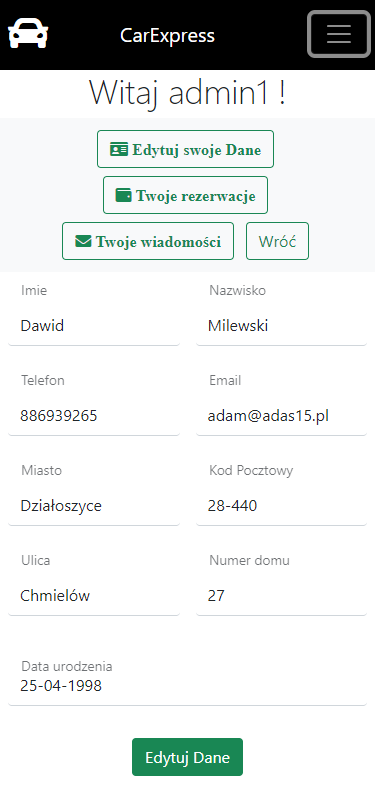 CarExpress
Witaj admin1 !
Edytuj swoje Dane
Twoje rezerwacje
Twoje wiadomości Wróć
Imie Nazwisko
Dawid Milewski
Telefon Email
886939265 adam@adas15.pl
Miasto Kod Pocztowy
Działoszyce 28-440
Ulica Numer domu
Chmielów 27
Data urodzenia
25-04-1998
Edytuj Dane